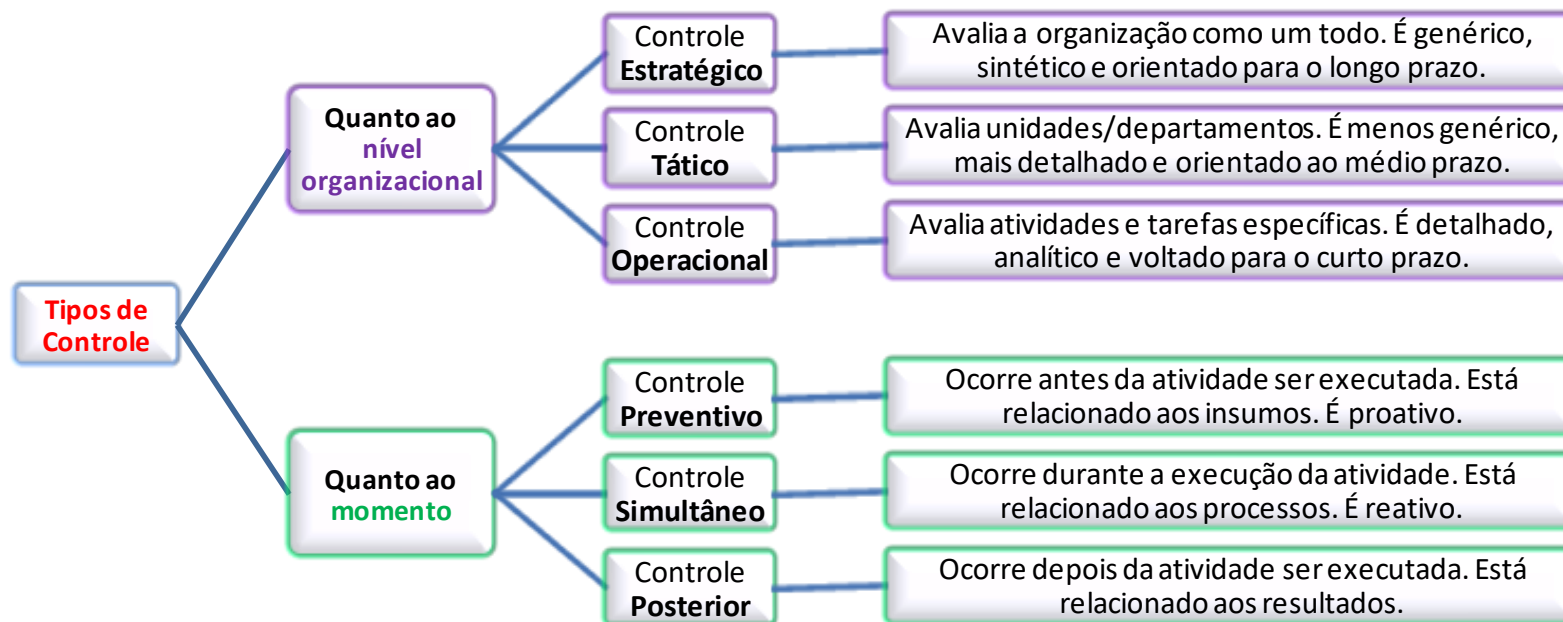 Tipos de
Controle
Quanto ao
nível
organizacional
Controle
Estratégico
Avalia a organização como um todo. É genérico,
sintético e orientado para o longo prazo.
Controle
Tático
Avalia unidades/departamentos. É menos genérico,
mais detalhado e orientado ao médio prazo.
Controle
Operacional
Avalia atividades e tarefas específicas. É detalhado,
analítico e voltado para o curto prazo.
Quanto ao
momento
Controle
Preventivo
Ocorre antes da atividade ser executada. Está
relacionado aos insumos. É proativo.
Controle
Simultâneo
Ocorre durante a execução da atividade. Está
relacionado aos processos. É reativo.
Controle
Posterior
Ocorre depois da atividade ser executada. Está
relacionado aos resultados.